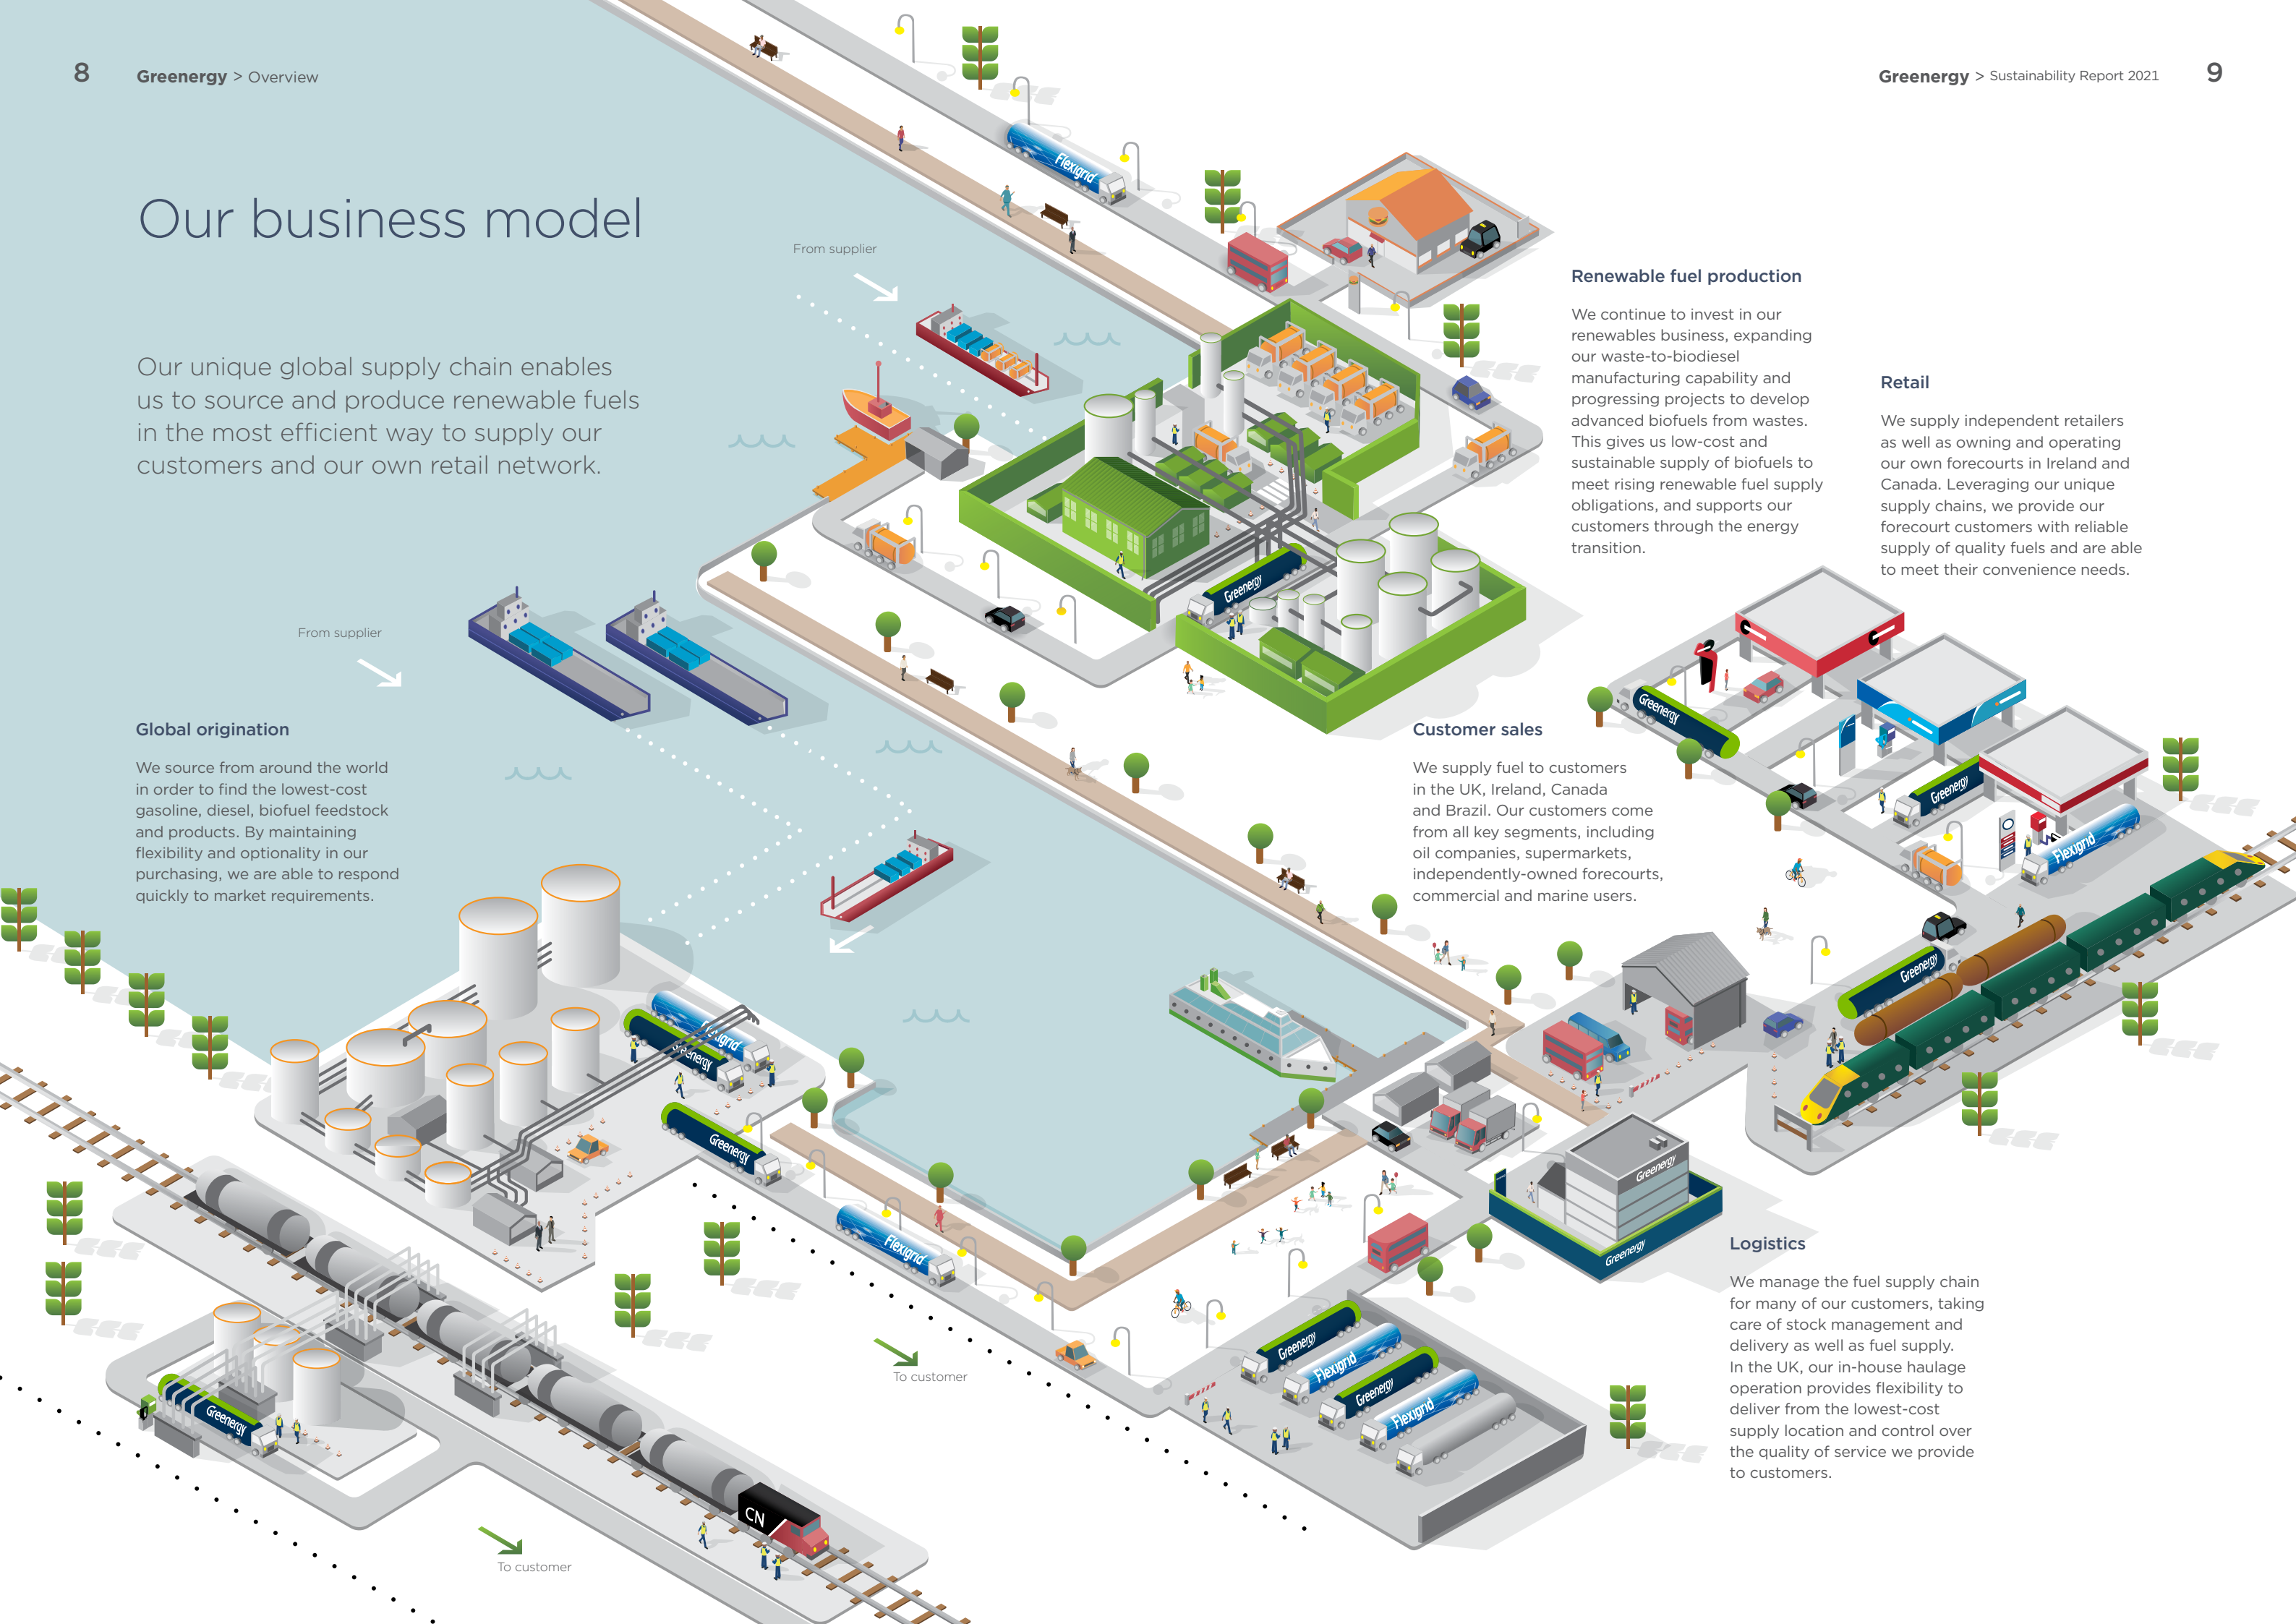 8
Greenergy > Overview
Greenergy > Sustainability Report 2021
9
Our business model
Our unique global supply chain enables
us to source and produce renewable fuels
in the most efficient way to supply our
customers and our own retail network.
From supplier
From supplier
Global origination
We source from around the world
in order to find the lowest-cost
gasoline, diesel, biofuel feedstock
and products. By maintaining
flexibility and optionality in our
purchasing, we are able to respond
quickly to market requirements.
Renewable fuel production
We continue to invest in our
renewables business, expanding
our waste-to-biodiesel
manufacturing capability and
progressing projects to develop
advanced biofuels from wastes.
This gives us low-cost and
sustainable supply of biofuels to
meet rising renewable fuel supply
obligations, and supports our
customers through the energy
transition.
Retail
We supply independent retailers
as well as owning and operating
our own forecourts in Ireland and
Canada. Leveraging our unique
supply chains, we provide our
forecourt customers with reliable
supply of quality fuels and are able
to meet their convenience needs.
Customer sales
We supply fuel to customers
in the UK, Ireland, Canada
and Brazil. Our customers come
from all key segments, including
oil companies, supermarkets,
independently-owned forecourts,
commercial and marine users.
Logistics
We manage the fuel supply chain
for many of our customers, taking
care of stock management and
delivery as well as fuel supply.
In the UK, our in-house haulage
operation provides flexibility to
deliver from the lowest-cost
supply location and control over
the quality of service we provide
to customers.
To customer
To customer
Flexigrid
Greenergy
Greenergy
Greenergy
Flexigrid
Greenergy
Flexigrid
Greenergy
Greenergy
Flexigrid
Greenergy
Greenergy
Greenergy
Flexigrid
Greenergy
Flexigrid
Greenergy
CN